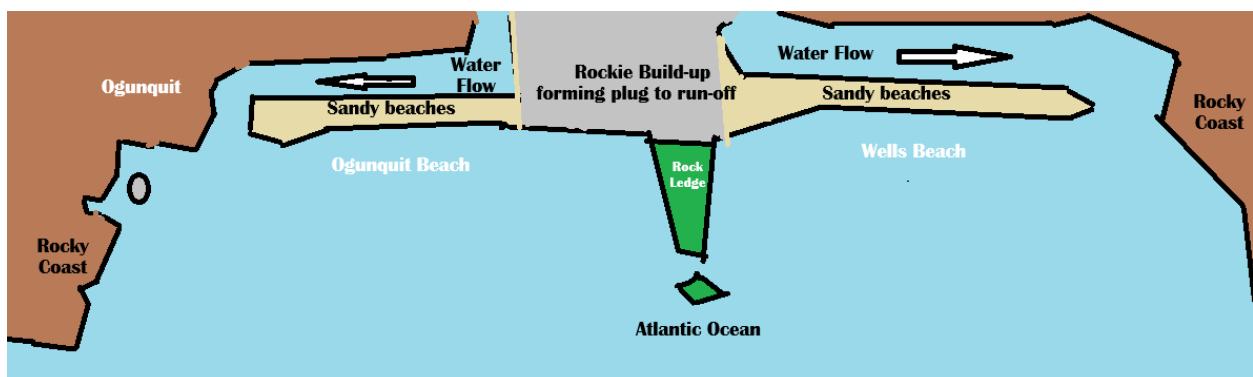 Ogunquit
Water
Flow
Sandy beaches
Ogunquit Beach
Rocky
Coast
Rockie Build-up
forming plug to run-off
Rock
Ledge
Atlantic Ocean
Water Flow
Sandy beaches
Wells Beach
Rocky
Coast